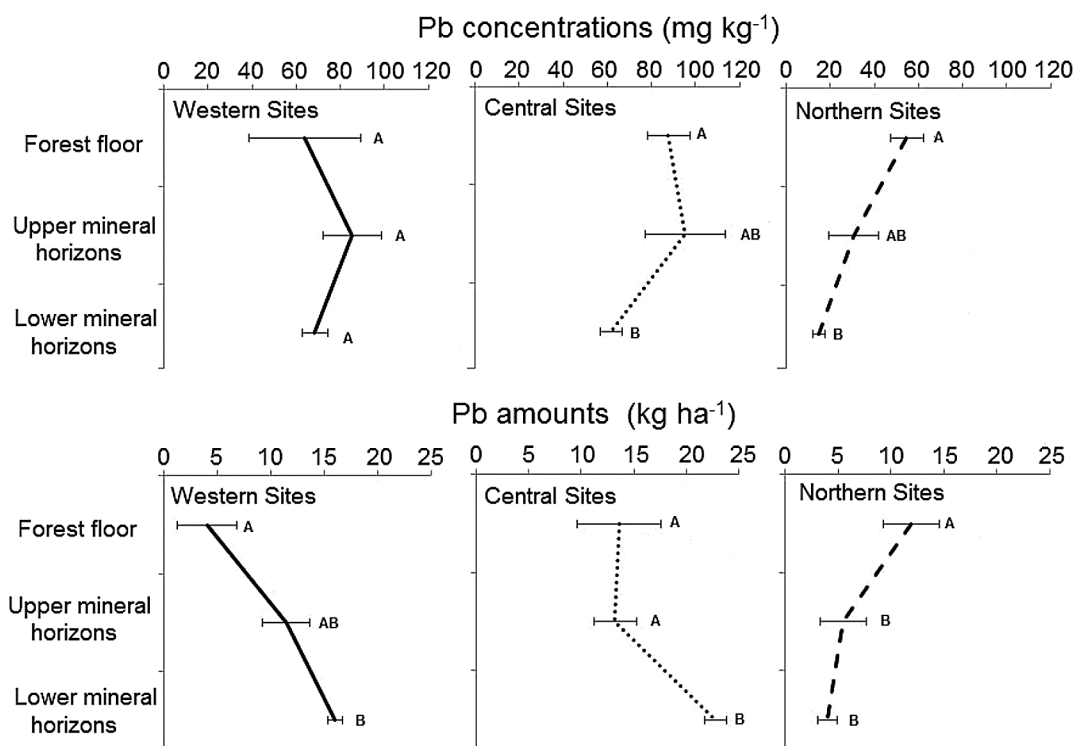 Pb concentrations (mg kg-1)
0 20 40 60 80 100 120 0 20 40 60 80 100 120 0 20 40 60 80 100 120
Western Sites Central Sites Northern Sites
Forest floor A A A
Upper mineral
horizons A AB AB
Lower mineral
horizons A B B
Pb amounts (kg ha-1)
0 5 10 15 20 25 0 5 10 15 20 25 0 5 10 15 20 25
Western Sites Central Sites Northern Sites
Forest floor A A A
Upper mineral
horizons AB A B
Lower mineral
horizons B B B